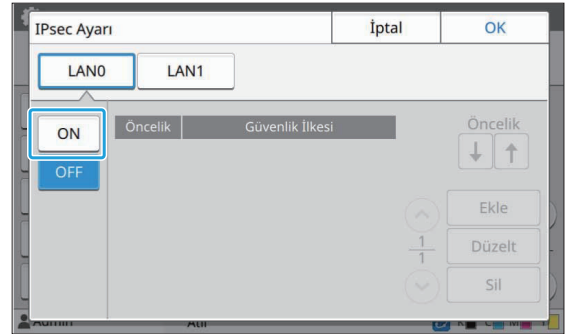 IPsec Ayarı
İptal
OK
LAN0
LAN1
ON
OFF
Öncelik
Güvenlik İlkesi
Öncelik
Ekle
1
1
Düzelt
Sil
Admin